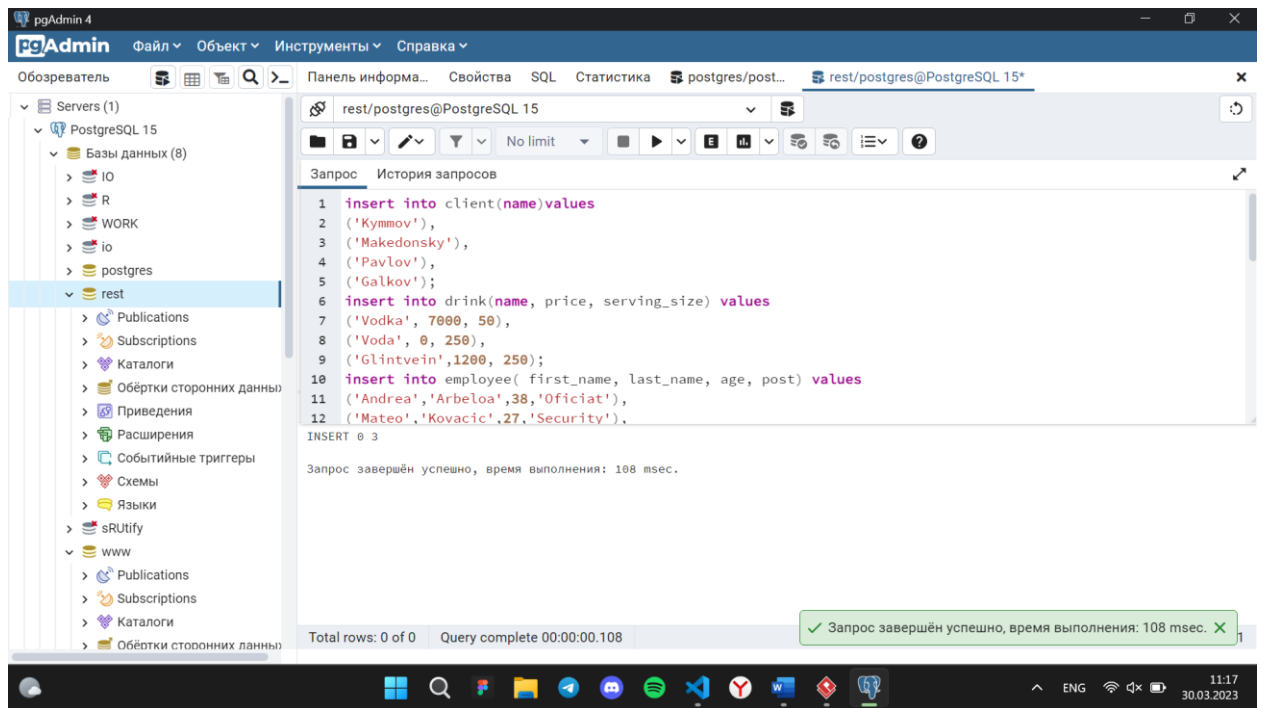 pgAdmin 4
pgAdmin Файл Объект Инструменты Справка
Обозреватель
Панель информа... Свойства SQL Статистика postgres/post... rest/postgres@PostgreSQL 15*
Servers (1)
PostgreSQL 15
Базы данных (8)
IO
R
WORK
io
postgres
rest
Publications
Subscriptions
Каталоги
Обёртки сторонних данных
Приведения
Расширения
Событийные триггеры
Схемы
Языки
sRUtify
www
Publications
Subscriptions
Каталоги
Обёртки сторонних данных
rest/postgres@PostgreSQL 15
No limit
E
Запрос История запросов
1 insert into client(name)values
2 ('Kymmov'),
3 ('Makedonsky'),
4 ('Pavlov'),
5 ('Galkov');
6 insert into drink(name, price, serving_size) values
7 ('Vodka', 7000, 50),
8 ('Voda', 0, 250),
9 ('Glintvein',1200, 250);
10 insert into employee( first_name, last_name, age, post) values
11 ('Andrea','Arbeloa',38,'Oficiat'),
12 ('Mateo','Kovacic',27,'Security'),
INSERT 0 3
Запрос завершён успешно, время выполнения: 108 msec.
Total rows: 0 of 0 Query complete 00:00:00.108
Запрос завершён успешно, время выполнения: 108 msec.
ENG
11:17
30.03.2023